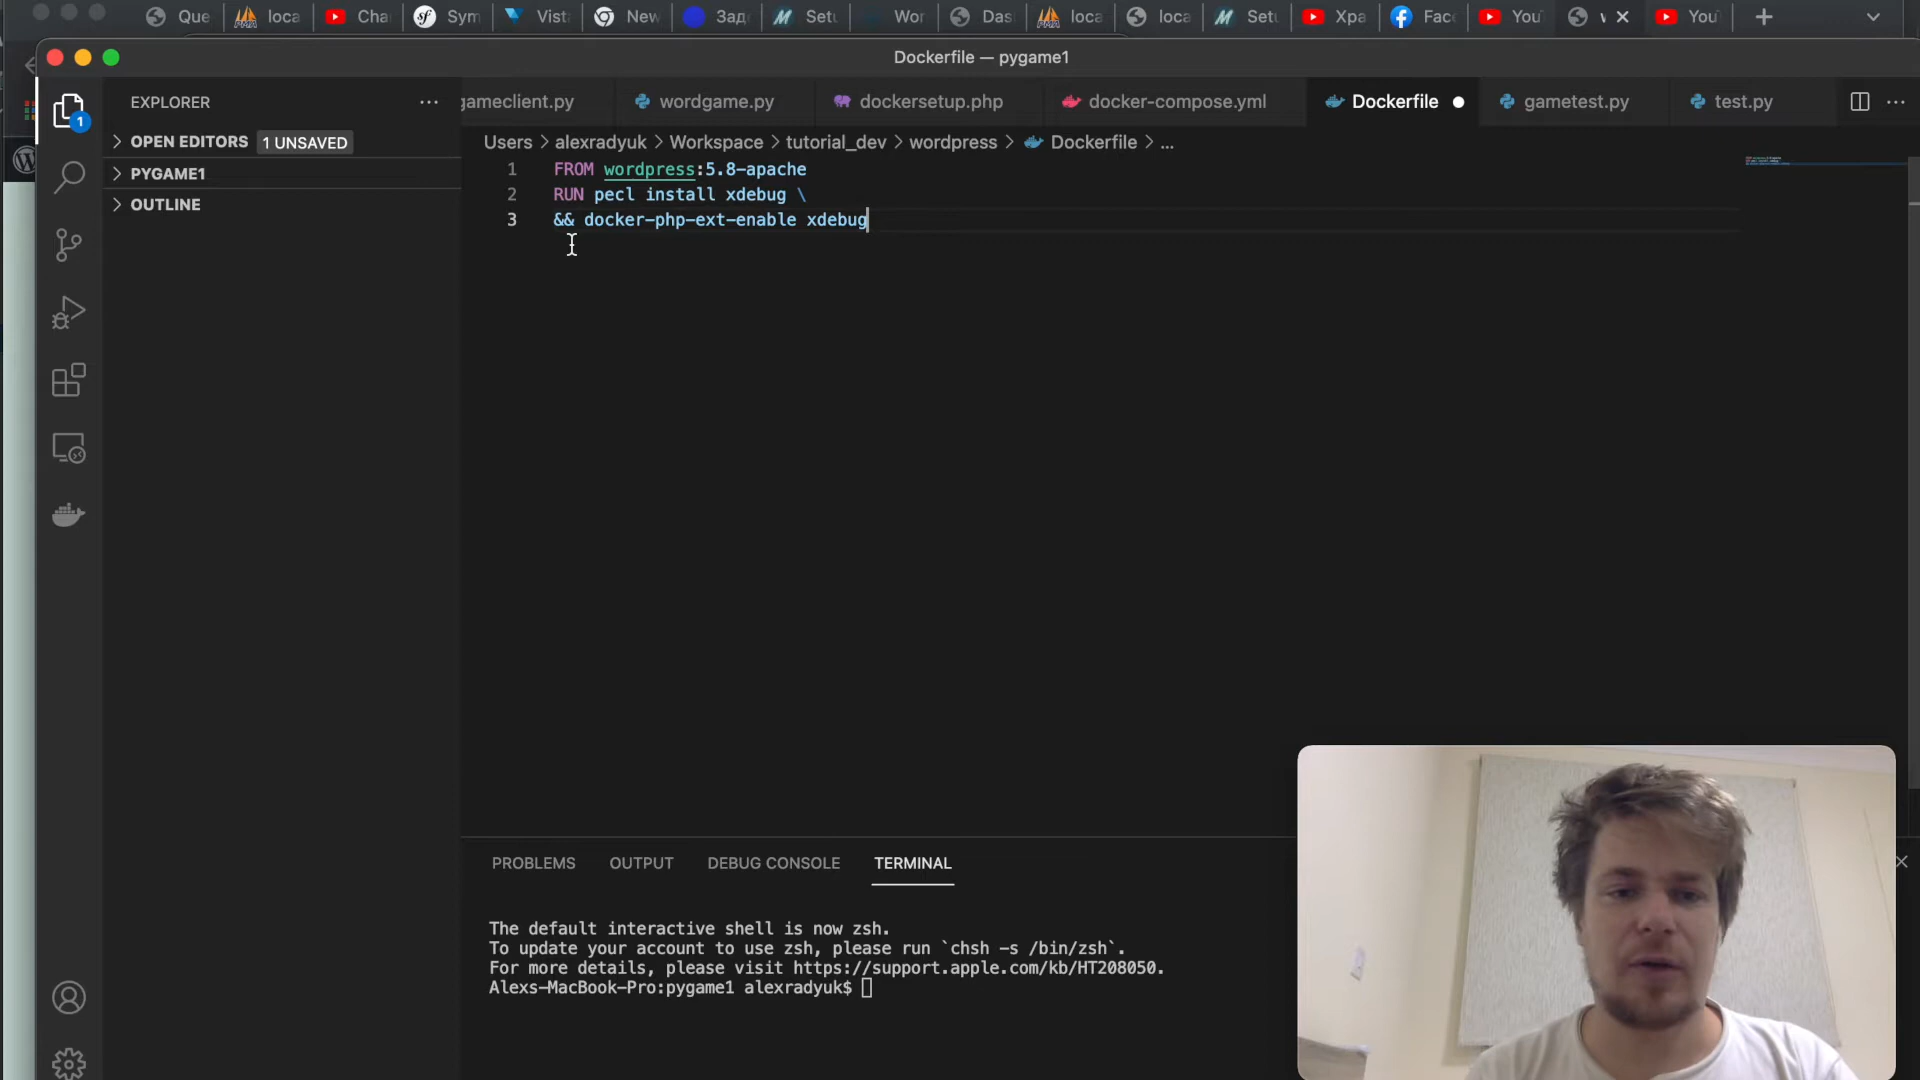 Que
loca
Cha
Sym
Vista
New
Зад
Setu
Wor
Das
loca
loca
Setu
Xpa
Face
You
You
Dockerfile — pygame1
EXPLORER
gameclient.py
wordgame.py
dockersetup.php
docker-compose.yml
Dockerfile
gametest.py
test.py
OPEN EDITORS 1 UNSAVED
PYGAME1
OUTLINE
1
Users > alexradyuk > Workspace > tutorial_dev > wordpress > Dockerfile > ...
1 FROM wordpress:5.8-apache
2 RUN pecl install xdebug \
3 && docker-php-ext-enable xdebug
PROBLEMS OUTPUT DEBUG CONSOLE TERMINAL
The default interactive shell is now zsh.
To update your account to use zsh, please run `chsh -s /bin/zsh`.
For more details, please visit https://support.apple.com/kb/HT208050.
Alexs-MacBook-Pro:pygame1 alexradyuk$